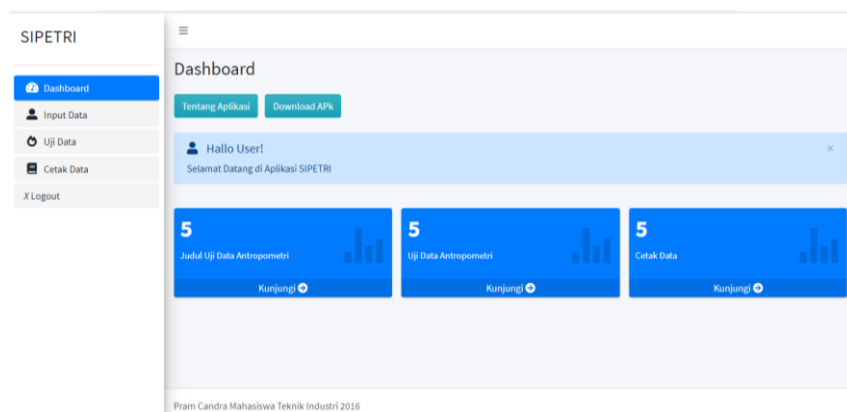 SIPETRI
Dashboard
Input Data
Uji Data
Cetak Data
X Logout
Dashboard
Tentang Aplikasi
Download APk
Hallo User!
×
Selamat Datang di Aplikasi SIPETRI
5
Judul Uji Data Antropometri
Kunjungi
5
Uji Data Antropometri
Kunjungi
5
Cetak Data
Kunjungi
Pram Candra Mahasiswa Teknik Industri 2016